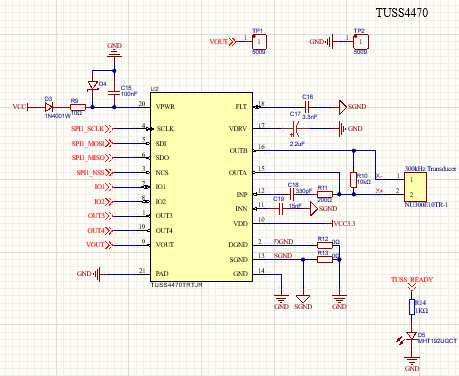 TUSS4470
TP1
VOUT
1
1
5009
TP2
GND
1
1
5009
GND
D4
C15
100nF
VCC
D3
1N4001W
R9
10Ω
U2
20
VPWR
FLT
18
C16
3.3nF
SGND
SPI1_SCLK
4
SCLK
VDRV
17
C17
2.2uF
GND
SPI1_MOSI
5
SDI
OUTB
16
SPI1_MISO
6
SDO
SPI1_NSS
3
NCS
OUTA
15
R10
10kΩ
X-
X+
300kHz Transducer
1
2
NU300E10TR-1
IO1
7
IO1
INP
12
C18
330pF
R11
200Ω
IO2
8
IO2
INN
11
C19
15nF
SGND
OUT3
1
OUT3
VDD
10
VCC3.3
OUT4
19
OUT4
VOUT
9
VOUT
DGND
2
DGND
R12
0Ω
SGND
13
SGND
R13
0Ω
GND
21
PAD
GND
14
TUSS4470TRTJR
GND
SGND
GND
TUSS_READY
R14
1KΩ
D5
MHT192UGCT
GND